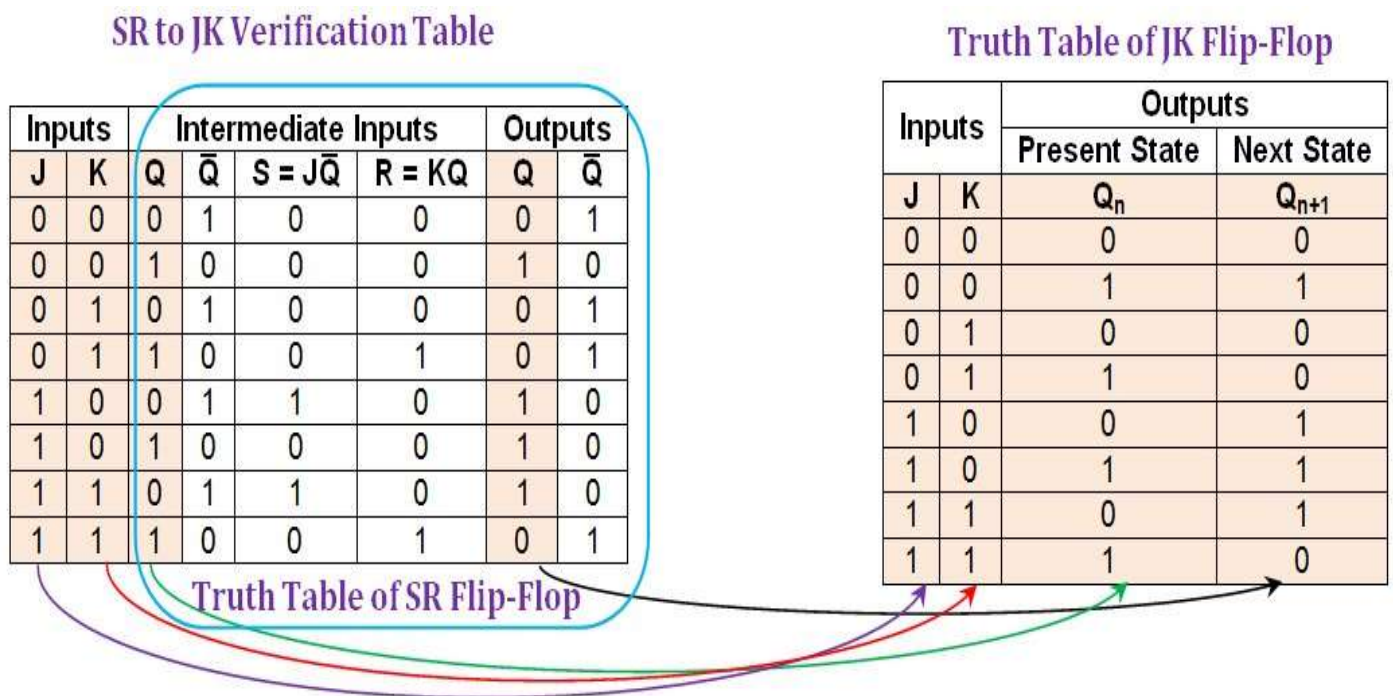 SR to JK Verification Table
Inputs Intermediate Inputs Outputs
J K Q Q̅ S = JQ̅ R = KQ Q Q̅
0 0 0 1 0 0 0 1
0 0 1 0 0 0 1 0
0 1 0 1 0 0 0 1
0 1 1 0 0 1 0 1
1 0 0 1 1 0 1 0
1 0 1 0 0 0 1 0
1 1 0 1 1 0 1 0
1 1 1 0 0 1 0 1
Truth Table of SR Flip-Flop
Truth Table of JK Flip-Flop
Inputs Outputs
Present State Next State
J K Qn Qn+1
0 0 0 0
0 0 1 1
0 1 0 0
0 1 1 0
1 0 0 1
1 0 1 1
1 1 0 1
1 1 1 0